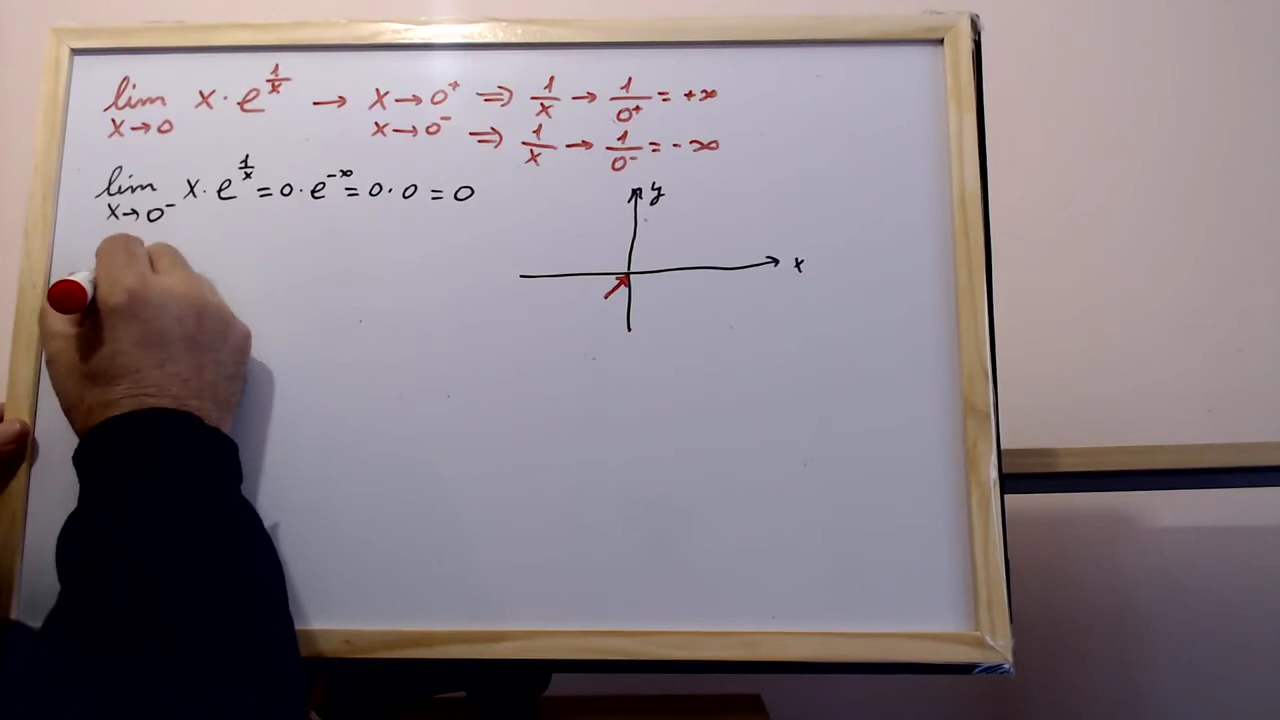 lim x→0 x · e^(1/x) → x → 0⁺ ⇒ 1/x → 1/0⁺ = +∞
x → 0⁻ ⇒ 1/x → 1/0⁻ = -∞
lim x→0⁻ x · e^(1/x) = 0 · e^(-∞) = 0 · 0 = 0
y
x